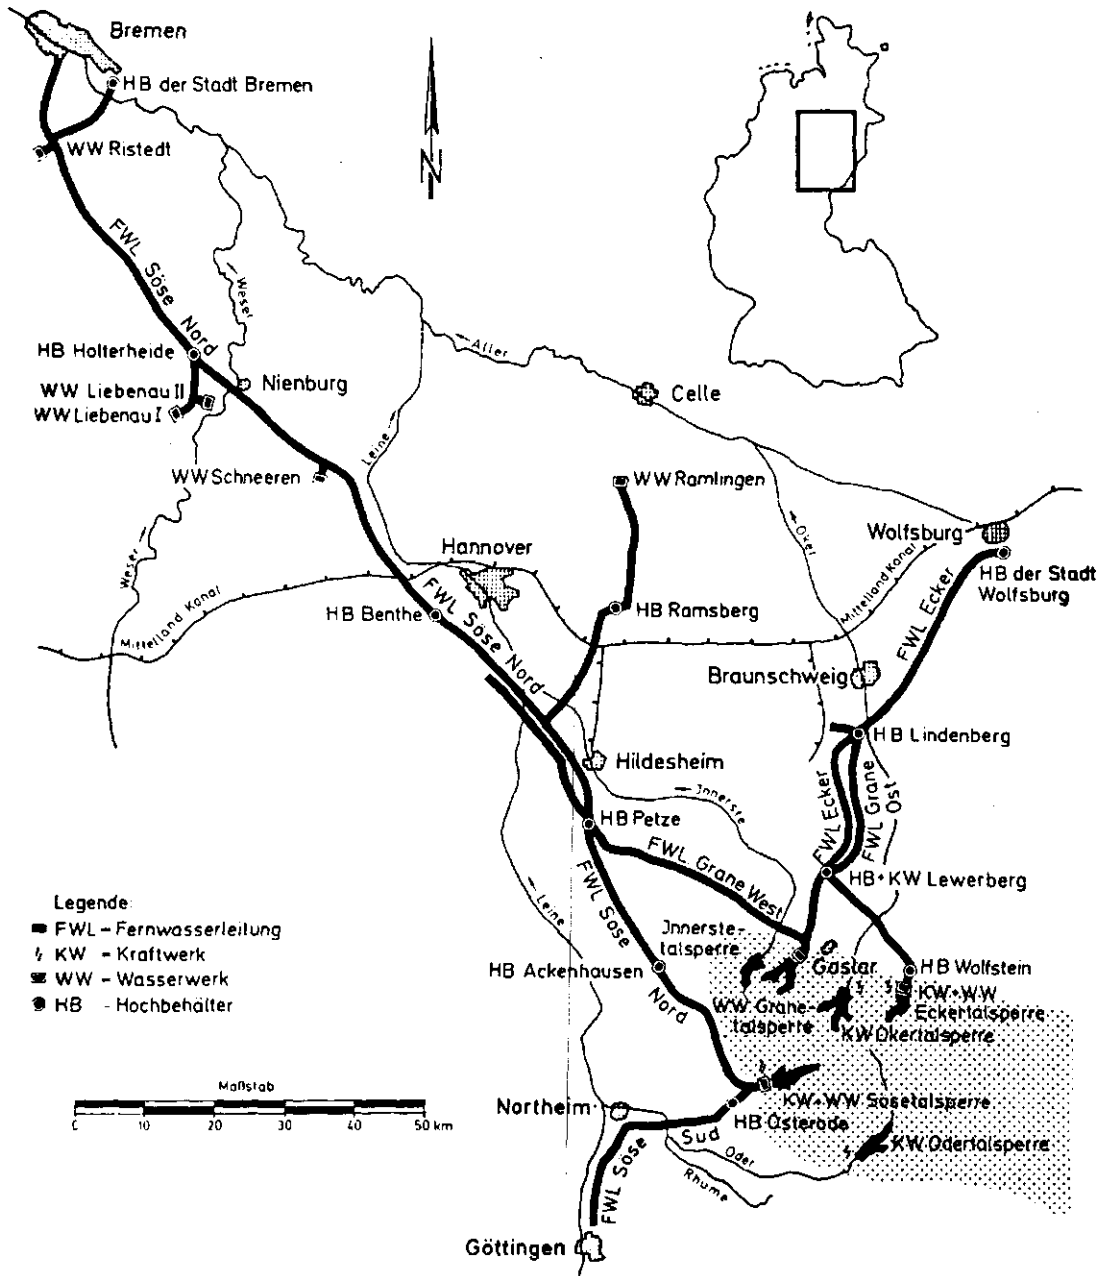 Bremen
HB der Stadt Bremen
WW Ristedt
N
FWL Söse Nord
Weser
HB Holterheide
WW Liebenau II
WW Liebenau I
Nienburg
Aller
Celle
Leine
WW Schneeren
WW Ramlingen
Oker
Wolfsburg
HB der Stadt
Wolfsburg
Hannover
Weser
Mittelland Kanal
Mittelland Kanal
FWL Ecker
HB Benthe
FWL Söse Nord
HB Ramsberg
Braunschweig
HB Lindenberg
Hildesheim
Innerste
FWL Ecker
FWL Grane
Ost
HB Petze
FWL Grane West
HB+KW Lewerberg
FWL Söse
Nord
Leine
Legende:
FWL - Fernwasserleitung
KW - Kraftwerk
WW - Wasserwerk
HB - Hochbehälter
Innerste-
talsperre
Goslar
HB Ackenhausen
HB Wolfstein
WW Grane-
talsperre
KW+WW
Eckertalsperre
KW Okertalsperre
Maßstab
0 10 20 30 40 50 km
KW+WW Sösetalsperre
Northeim
HB Osterode
FWL Söse Süd
Oder
KW Odertalsperre
Rhume
Göttingen